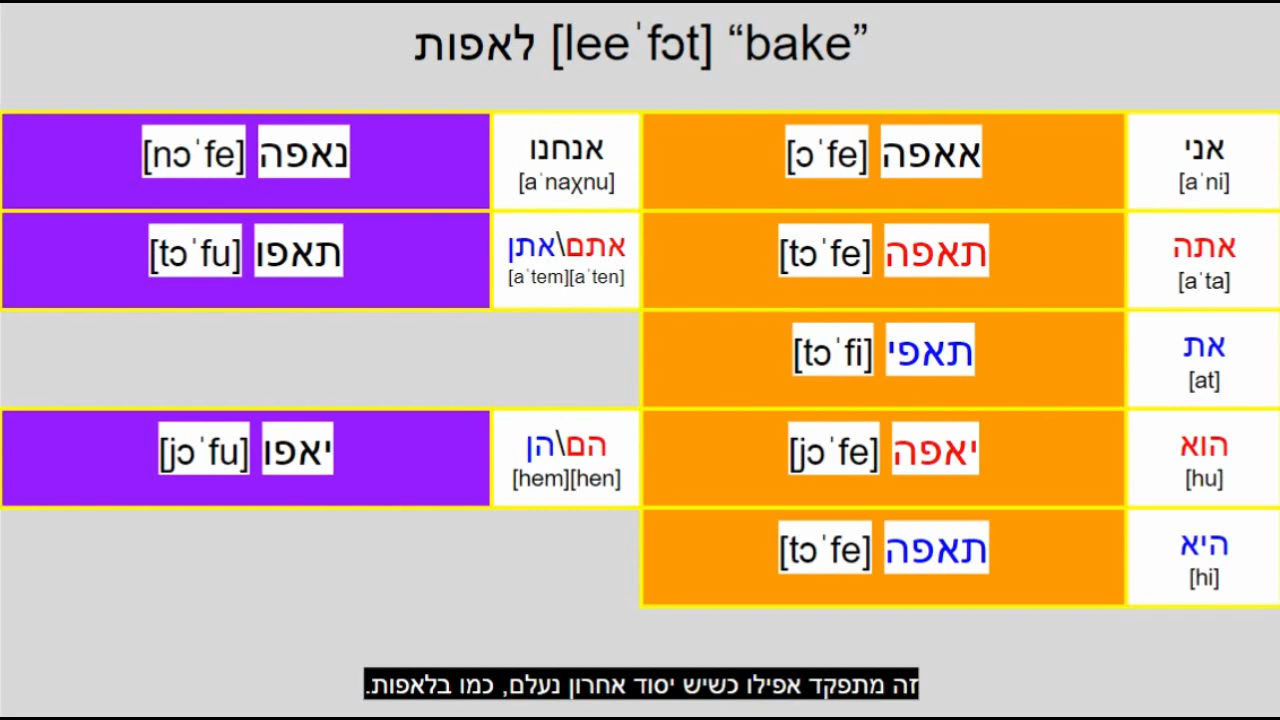 לאפות [leeˈfɔt] “bake”
אני [aˈni] אאפה [ɔˈfe] אנחנו [aˈnaχnu] נאפה [nɔˈfe]
אתה [aˈta] תאפה [tɔˈfe] אתם\אתן [aˈtem][aˈten] תאפו [tɔˈfu]
את [at] תאפי [tɔˈfi]
הוא [hu] יאפה [jɔˈfe] הם\הן [hem][hen] יאפו [jɔˈfu]
היא [hi] תאפה [tɔˈfe]
זה מתפקד אפילו כשיש יסוד אחרון נעלם, כמו בלאפות.